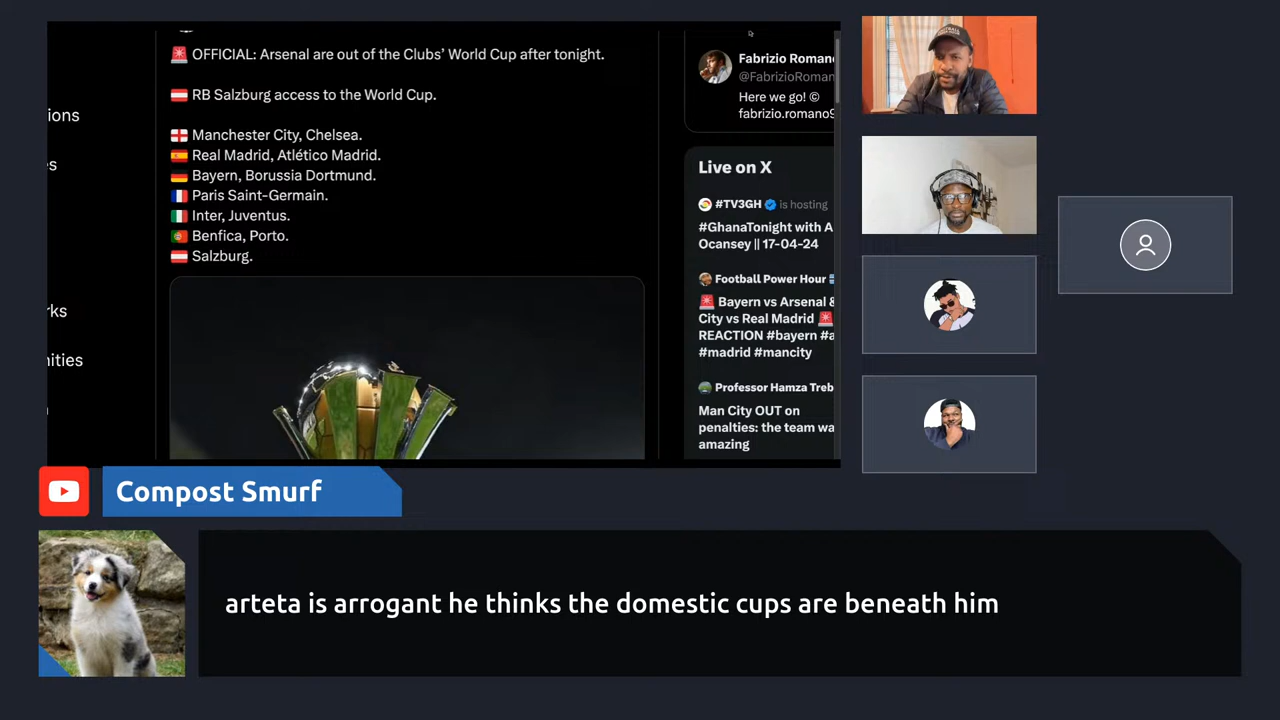 OFFICIAL: Arsenal are out of the Clubs' World Cup after tonight.
RB Salzburg access to the World Cup.
Manchester City, Chelsea.
Real Madrid, Atlético Madrid.
Bayern, Borussia Dortmund.
Paris Saint-Germain.
Inter, Juventus.
Benfica, Porto.
Salzburg.
ions
es
rks
nities
Fabrizio Romano
@FabrizioRoman
Here we go! ©
fabrizio.romano9
Live on X
#TV3GH is hosting
#GhanaTonight with A
Ocansey || 17-04-24
Football Power Hour
Bayern vs Arsenal &
City vs Real Madrid
REACTION #bayern #a
#madrid #mancity
Professor Hamza Treb
Man City OUT on
penalties: the team wa
amazing
Compost Smurf
arteta is arrogant he thinks the domestic cups are beneath him